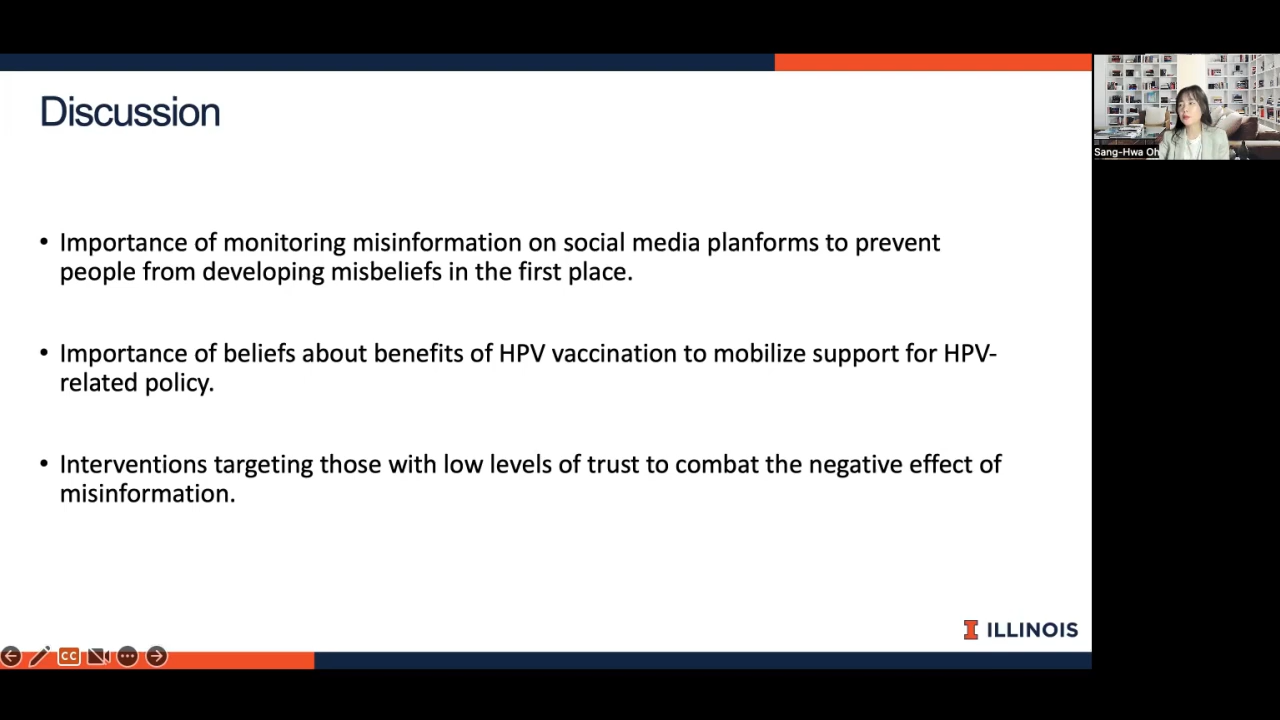 Discussion
• Importance of monitoring misinformation on social media planforms to prevent
people from developing misbeliefs in the first place.
• Importance of beliefs about benefits of HPV vaccination to mobilize support for HPV-
related policy.
• Interventions targeting those with low levels of trust to combat the negative effect of
misinformation.
I ILLINOIS
CC
Sang-Hwa Oh